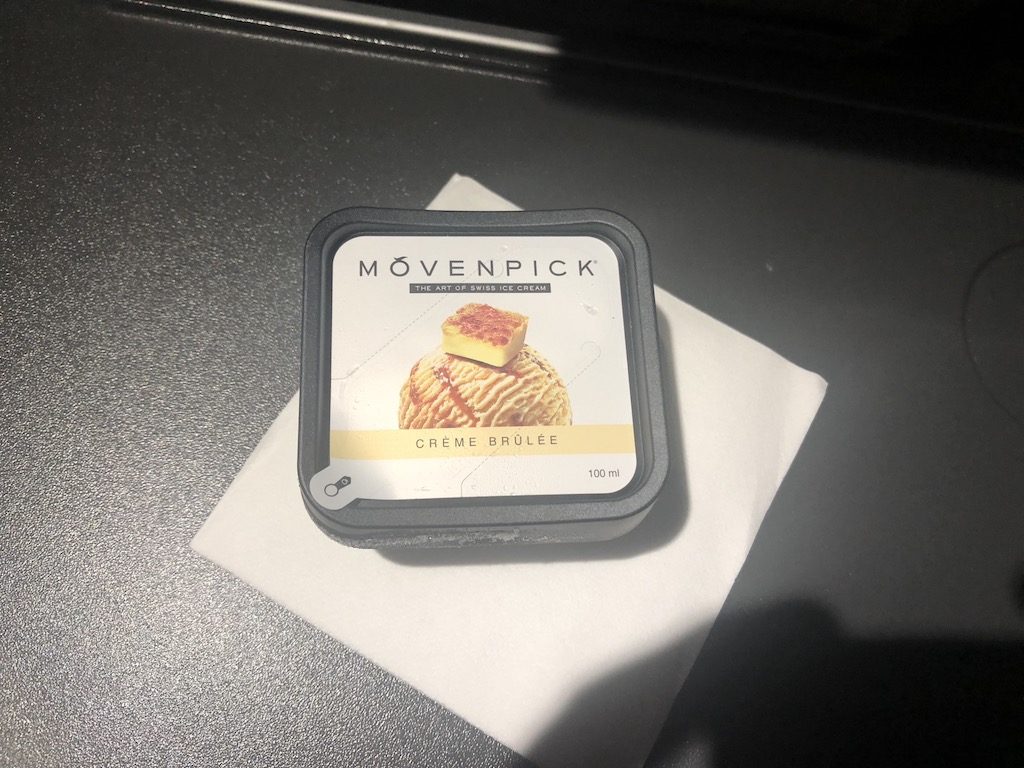 MÖVENPICK®
THE ART OF SWISS ICE CREAM
CRÈME BRÛLÉE
100 ml